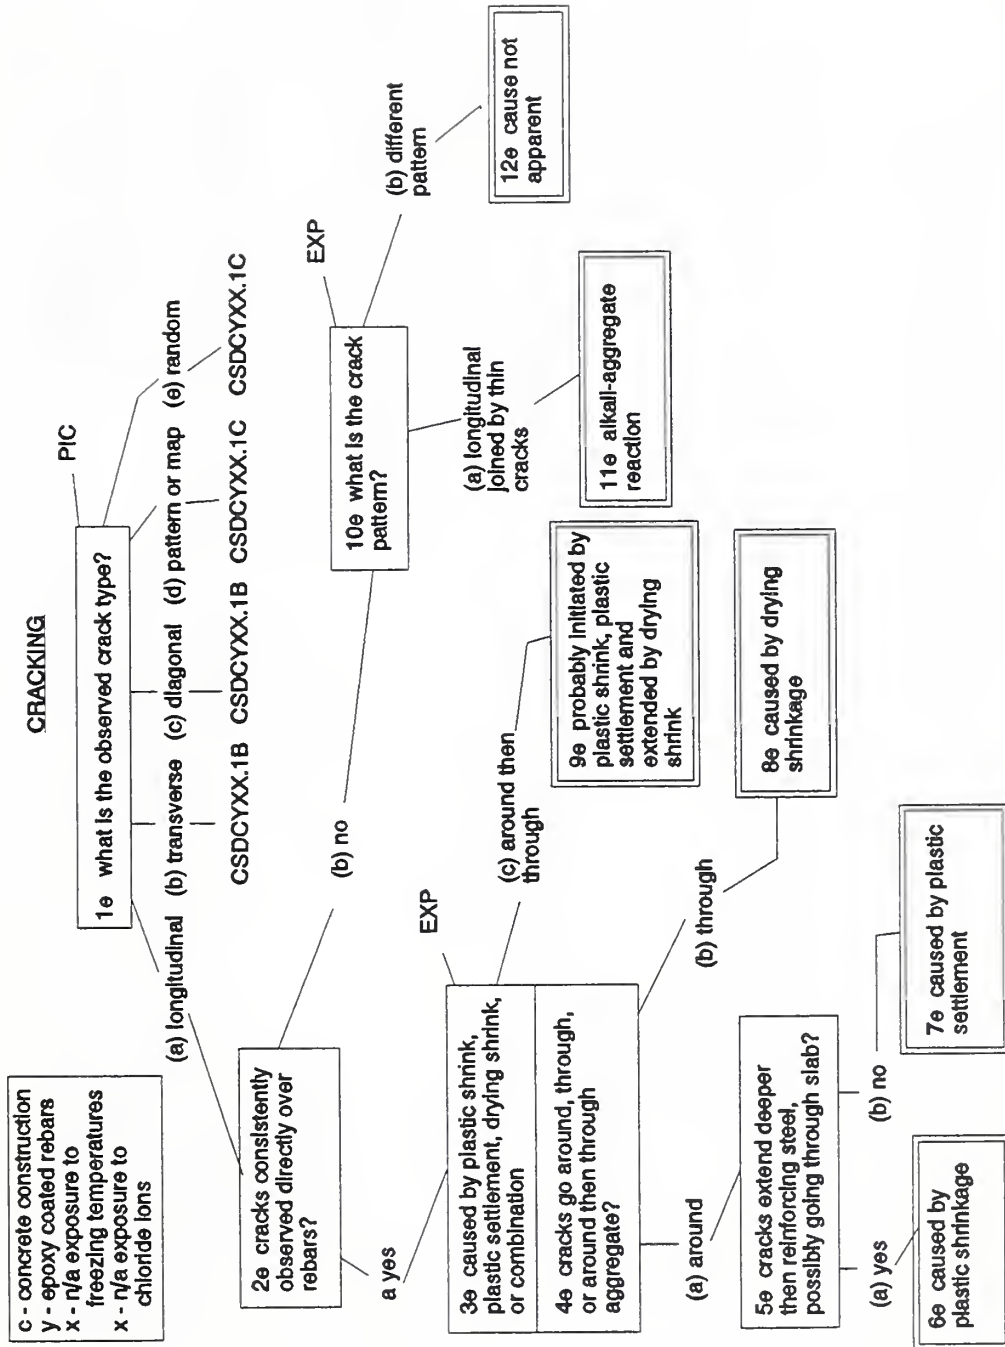 CRACKING
c - concrete construction
y - epoxy coated rebars
x - n/a exposure to
freezing temperatures
x - n/a exposure to
chloride ions
PIC
1e what is the observed crack type?
(a) longitudinal (b) transverse (c) diagonal (d) pattern or map (e) random
CSDCYXX.1B CSDCYXX.1B CSDCYXX.1C CSDCYXX.1C
2e cracks consistently
observed directly over
rebars?
a yes
(b) no
EXP
3e caused by plastic shrink,
plastic settlement, drying shrink,
or combination
4e cracks go around, through,
or around then through
aggregate?
(a) around
(b) through
(c) around then
through
5e cracks extend deeper
then reinforcing steel,
possibly going through slab?
(a) yes
(b) no
6e caused by
plastic shrinkage
7e caused by plastic
settlement
8e caused by drying
shrinkage
9e probably initiated by
plastic shrink, plastic
settlement and
extended by drying
shrink
EXP
10e what is the crack
pattern?
(a) longitudinal
joined by thin
cracks
(b) different
pattern
11e alkali-aggregate
reaction
12e cause not
apparent